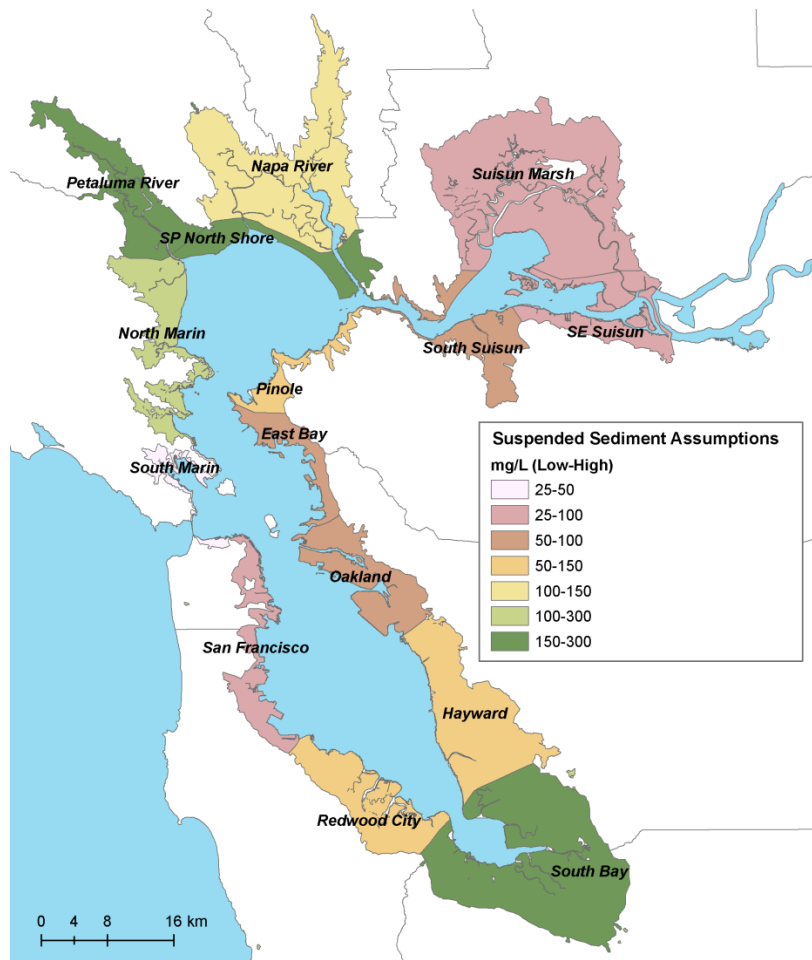 Napa River
Suisun Marsh
Petaluma River
SP North Shore
North Marin
SE Suisun
South Suisun
Pinole
East Bay
South Marin
Oakland
San Francisco
Hayward
Redwood City
South Bay
Suspended Sediment Assumptions
mg/L (Low-High)
25-50
25-100
50-100
50-150
100-150
100-300
150-300
0 4 8 16 km